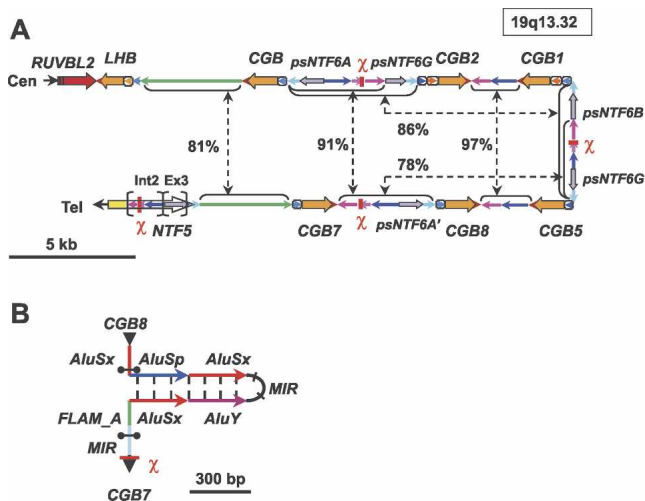 19q13.32
A
RUVBL2 LHB CGB psNTF6A χ psNTF6G CGB2 CGB1
Cen
psNTF6B
χ
psNTF6G
81% 91% 86% 97%
78%
Int2 Ex3
Tel
χ NTF5 CGB7 χ psNTF6A' CGB8 CGB5
5 kb
B
CGB8
AluSx AluSp AluSx
MIR
FLAM_A AluSx AluY
MIR
χ
CGB7
300 bp